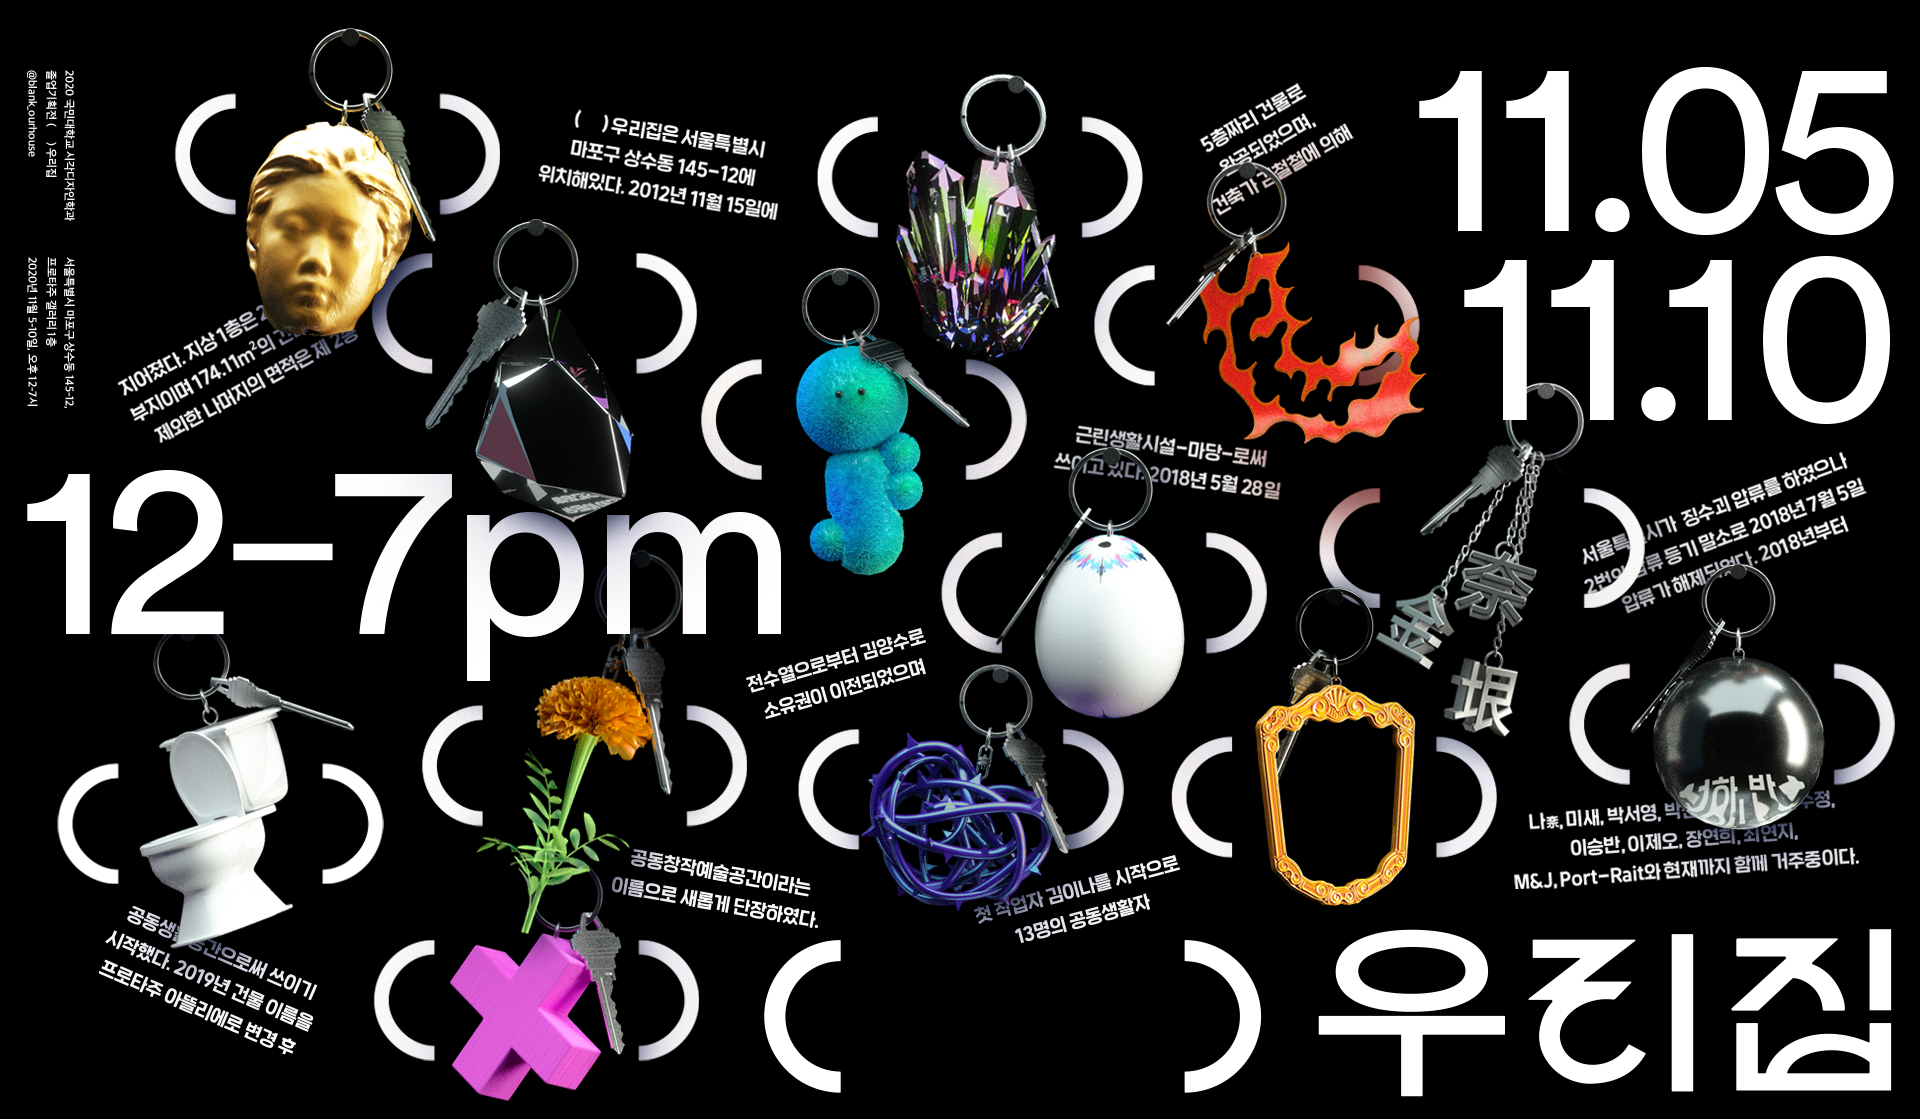 2020 국민대학교 시각디자인학과
졸업기획전 ( ) 우리집
@blank_ourhouse
서울특별시 마포구 상수동 145-12,
프로타주 갤러리 1층
2020년 11월 5-10일, 오후 12-7시
11.05
11.10
12–7pm
( ) 우리집은 서울특별시
마포구 상수동 145–12에
위치해있다. 2012년 11월 15일에
5층짜리 건물로
완공되었으며,
건축가 김철철에 의해
지어졌다. 지상 1층은 2
부지이며 174.11m²의
제외한 나머지의 면적은 제 2종
근린생활시설–마당–로써
쓰이고 있다. 2018년 5월 28일
서울특별시가 징수괴 압류를 하였으나
2번의 압류 등기 말소로 2018년 7월 5일
압류가 해제되었다. 2018년부터
전수열으로부터 김양수로
소유권이 이전되었으며
金
奈
垠
공동생활공간으로써 쓰이기
시작했다. 2019년 건물 이름을
프로타주 아뜰리에로 변경 후
공동창작예술공간이라는
이름으로 새롭게 단장하였다.
첫 작업자 김이나를 시작으로
13명의 공동생활자
나奈, 미새, 박서영,
이승반, 이제오, 장연희, 최연지,
M&J, Port–Rait와 현재까지 함께 거주중이다.
( ) 우리집